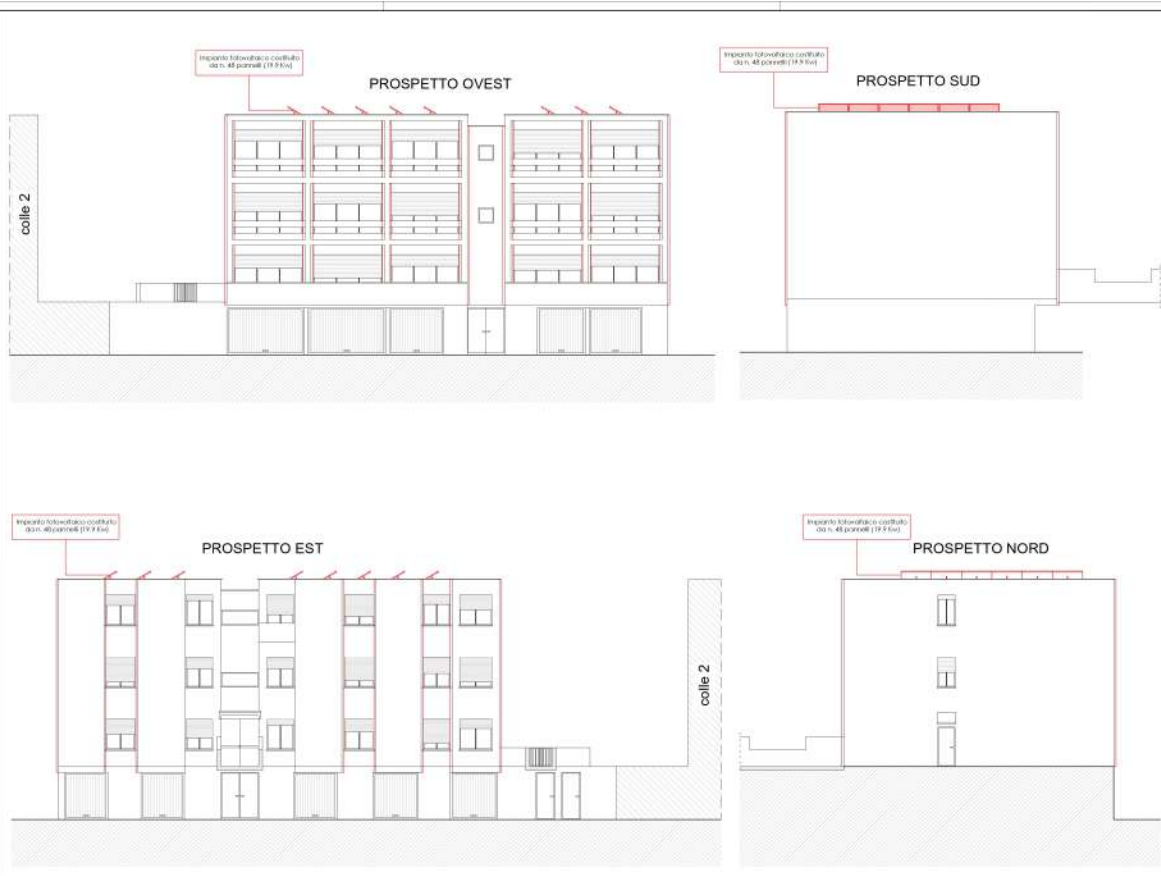 Impianto fotovoltaico costituito
da n. 48 pannelli (19.9 Kw)
PROSPETTO OVEST
Impianto fotovoltaico costituito
da n. 48 pannelli (19.9 Kw)
PROSPETTO SUD
colle 2
Impianto fotovoltaico costituito
da n. 48 pannelli (19.9 Kw)
PROSPETTO EST
Impianto fotovoltaico costituito
da n. 48 pannelli (19.9 Kw)
PROSPETTO NORD
colle 2